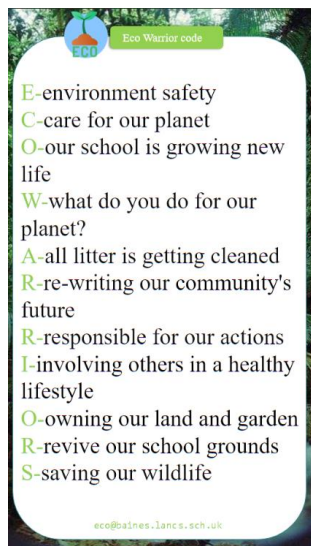 ECO
Eco Warrior code
E-environment safety
C-care for our planet
O-our school is growing new
life
W-what do you do for our
planet?
A-all litter is getting cleaned
R-re-writing our community's
future
R-responsible for our actions
I-involving others in a healthy
lifestyle
O-owning our land and garden
R-revive our school grounds
S-saving our wildlife
eco@baines.lancs.sch.uk